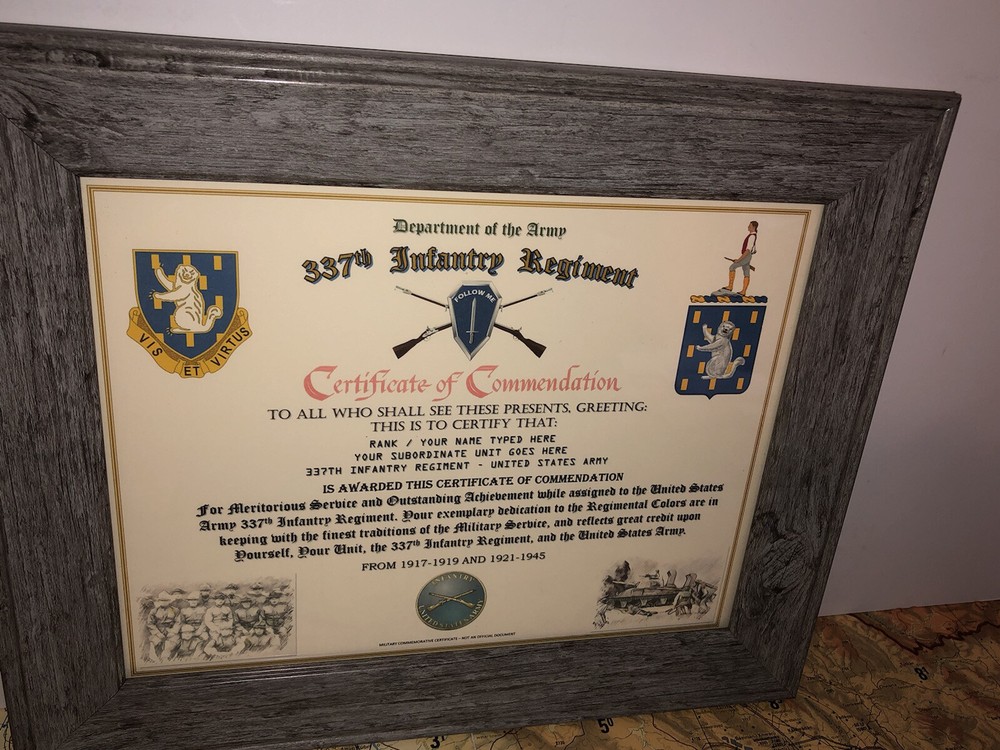 Department of the Army
337th Infantry Regiment
FOLLOW ME
VIS ET VIRTUS
Certificate of Commendation
TO ALL WHO SHALL SEE THESE PRESENTS, GREETING:
THIS IS TO CERTIFY THAT:
RANK / YOUR NAME TYPED HERE
YOUR SUBORDINATE UNIT GOES HERE
337TH INFANTRY REGIMENT - UNITED STATES ARMY
IS AWARDED THIS CERTIFICATE OF COMMENDATION
For Meritorious Service and Outstanding Achievement while assigned to the United States
Army 337th Infantry Regiment. Your exemplary dedication to the Regimental Colors are in
keeping with the finest traditions of the Military Service, and reflects great credit upon
Yourself, Your Unit, the 337th Infantry Regiment, and the United States Army.
FROM 1917-1919 AND 1921-1945
INFANTRY
UNITED STATES ARMY
MILITARY COMMEMORATIVE CERTIFICATE - NOT AN OFFICIAL DOCUMENT